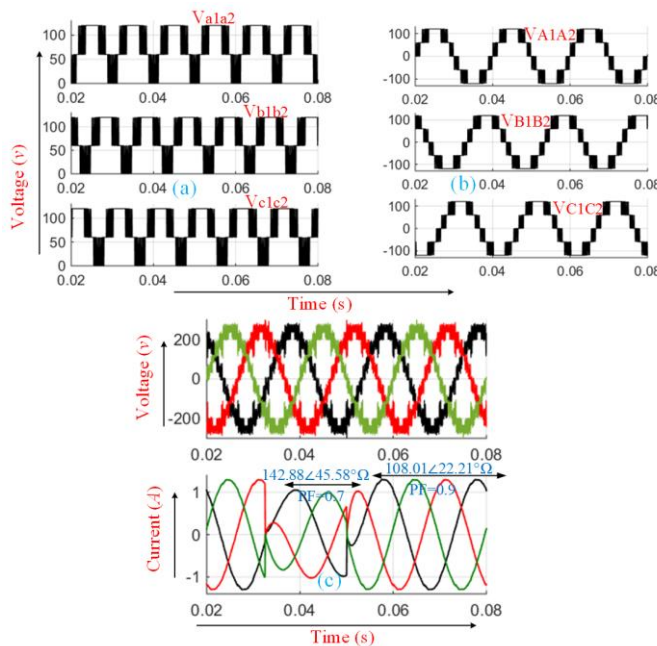 Va1a2
100
50
0
0.02 0.04 0.06 0.08
Vb1b2
100
50
0
(a)
0.02 0.04 0.06 0.08
Vc1c2
100
50
0
0.02 0.04 0.06 0.08
Voltage (v)
VA1A2
100
0
-100
0.02 0.04 0.06 0.08
VB1B2
100
0
-100
(b)
0.02 0.04 0.06 0.08
VC1C2
100
0
-100
0.02 0.04 0.06 0.08
Time (s)
Voltage (v)
200
0
-200
0.02 0.04 0.06 0.08
142.88∠45.58°Ω
PF=0.7
108.01∠22.21°Ω
PF=0.9
Current (A)
1
0
-1
(c)
0.02 0.04 0.06 0.08
Time (s)